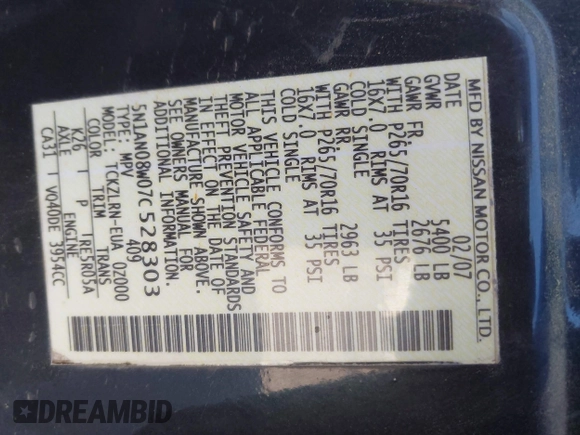 MFD BY NISSAN MOTOR CO., LTD.
DATE 02/07
GVWR 5400 LB
GAWR FR. 2676 LB
WITH P265/70R16 TIRES
16X7.0 RIMS AT 35 PSI
COLD SINGLE
GAWR RR. 2963 LB
WITH P265/70R16 TIRES
16X7.0 RIMS AT 35 PSI
COLD SINGLE
THIS VEHICLE CONFORMS TO
ALL APPLICABLE FEDERAL
MOTOR VEHICLE SAFETY AND
THEFT PREVENTION STANDARDS
IN EFFECT ON THE DATE OF
MANUFACTURE SHOWN ABOVE.
SEE OWNERS MANUAL FOR
ADDITIONAL INFORMATION.
5N1AN08W07C528303
TYPE: MPV 409
MODEL: TCKZLRN-EUA 0Z000
COLOR TRIM TRANS
KX6 P RE5R05A
AXLE ENGINE
CA31 VQ40DE 3954CC
DREAMBID